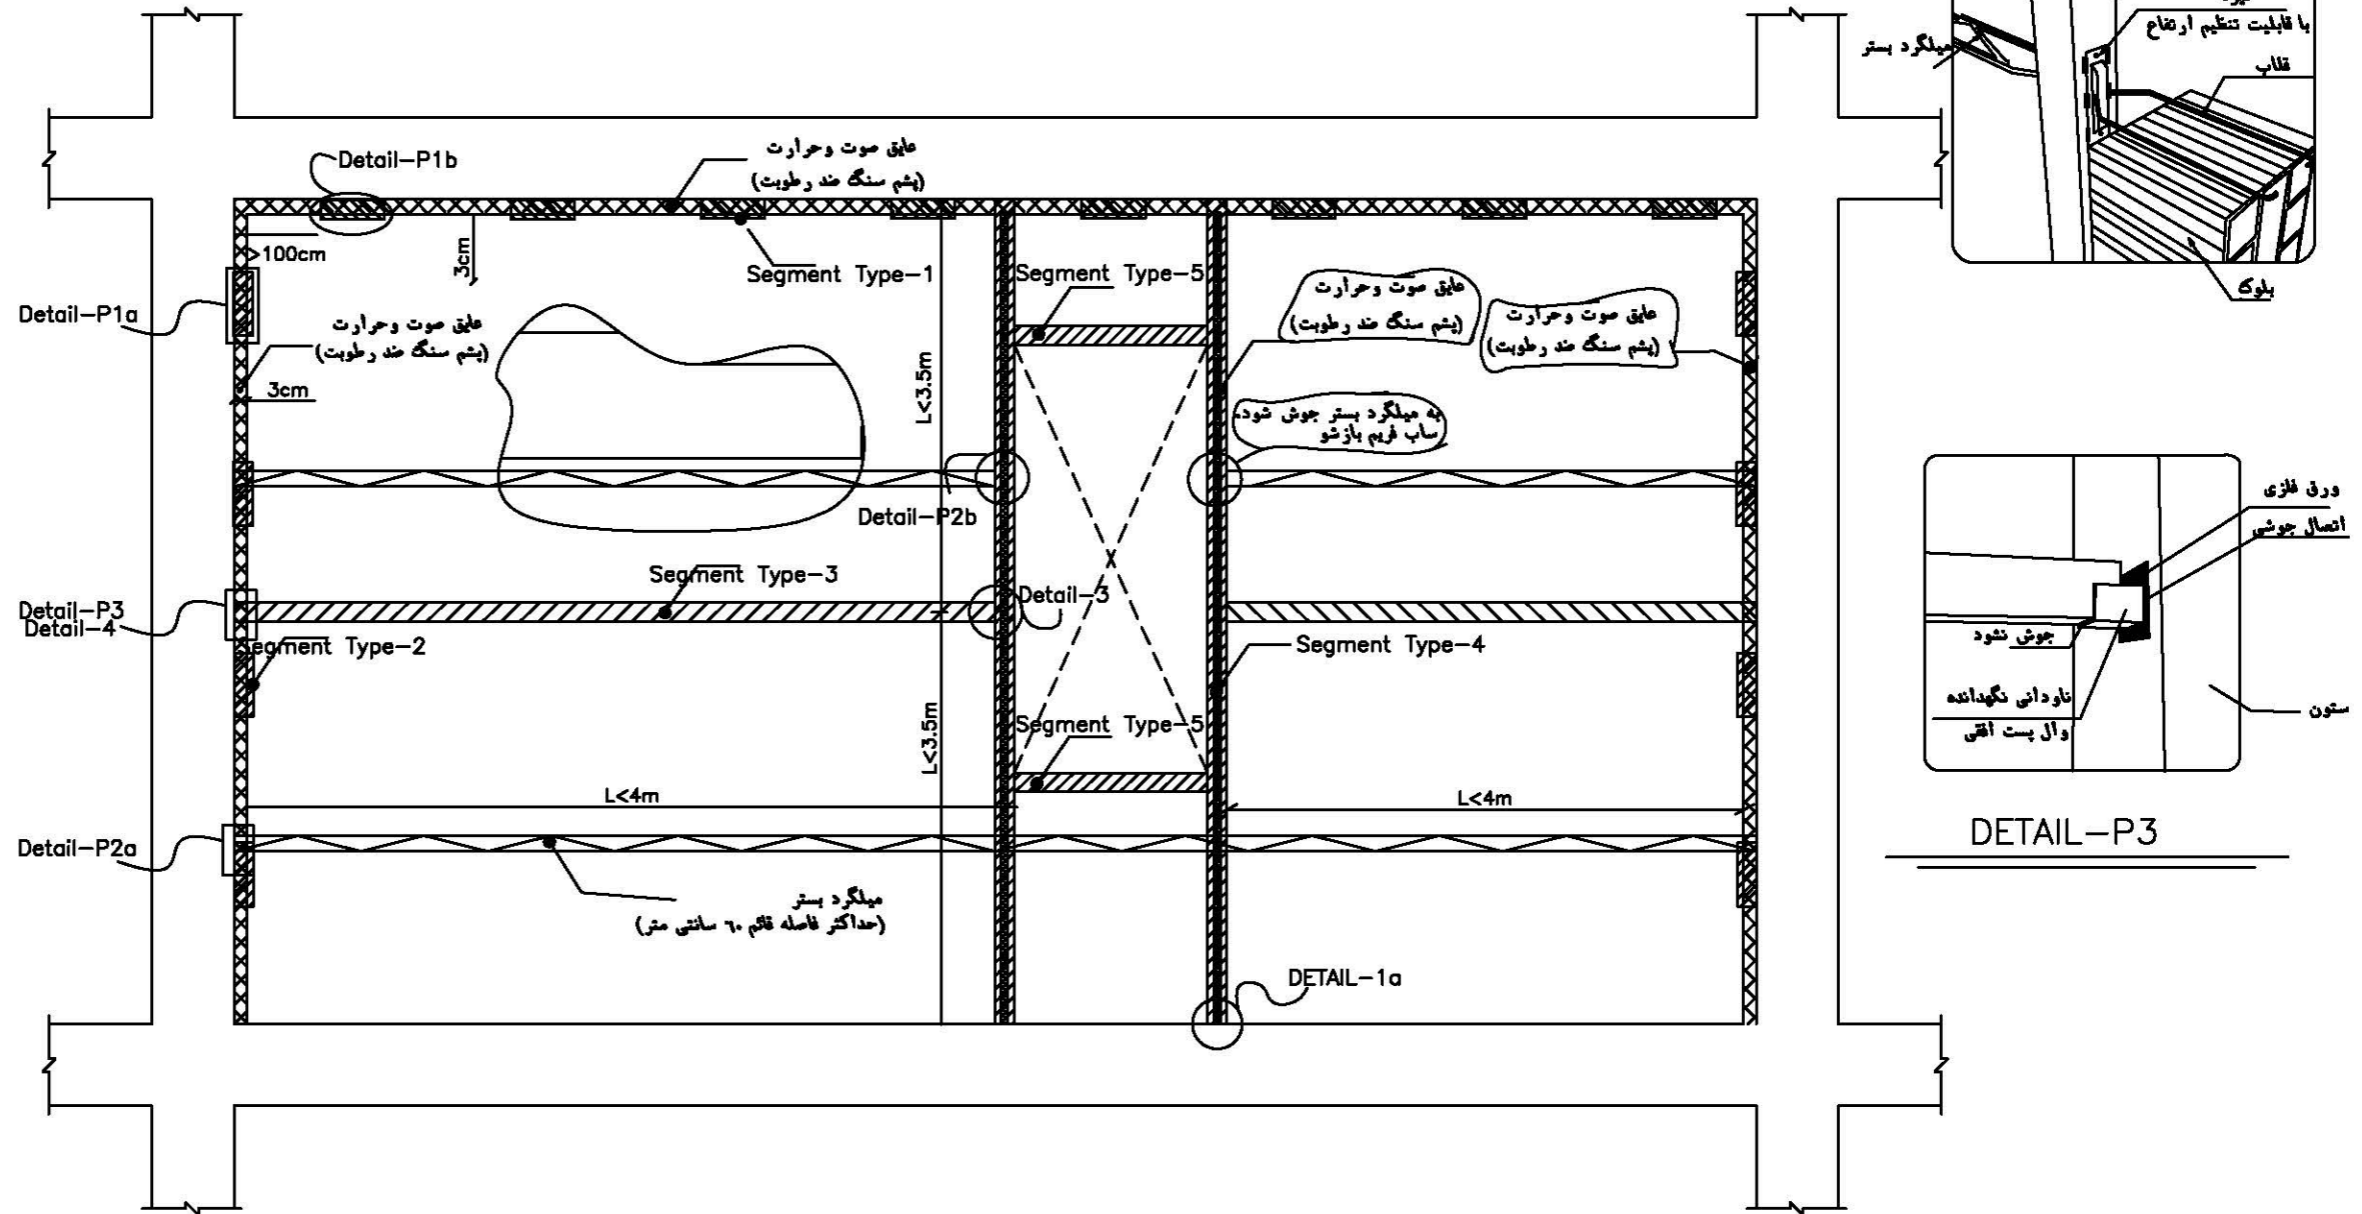 با قابلیت تنظیم ارتفاع
میلگرد بستر
قلاب
بلوک
Detail-P1b
عایق صوت وحرارت
(پشم سنگ ضد رطوبت)
>100cm
3cm
Segment Type-1
Segment Type-5
عایق صوت وحرارت
(پشم سنگ ضد رطوبت)
عایق صوت وحرارت
(پشم سنگ ضد رطوبت)
Detail-P1a
عایق صوت وحرارت
(پشم سنگ ضد رطوبت)
3cm
L<3.5m
به میلگرد بستر جوش شود.
ساب فریم بازشو
Detail-P2b
Segment Type-3
Detail-3
Detail-P3
Detail-4
Segment Type-2
Segment Type-4
L<3.5m
Segment Type-5
L<4m
L<4m
Detail-P2a
میلگرد بستر
(حداکثر فاصله قائم ٦٠ سانتی متر)
DETAIL-1a
ورق فلزی
اتصال جوشی
جوش نشود
ناودانی نگهدانده
وال پست افقی
ستون
DETAIL-P3